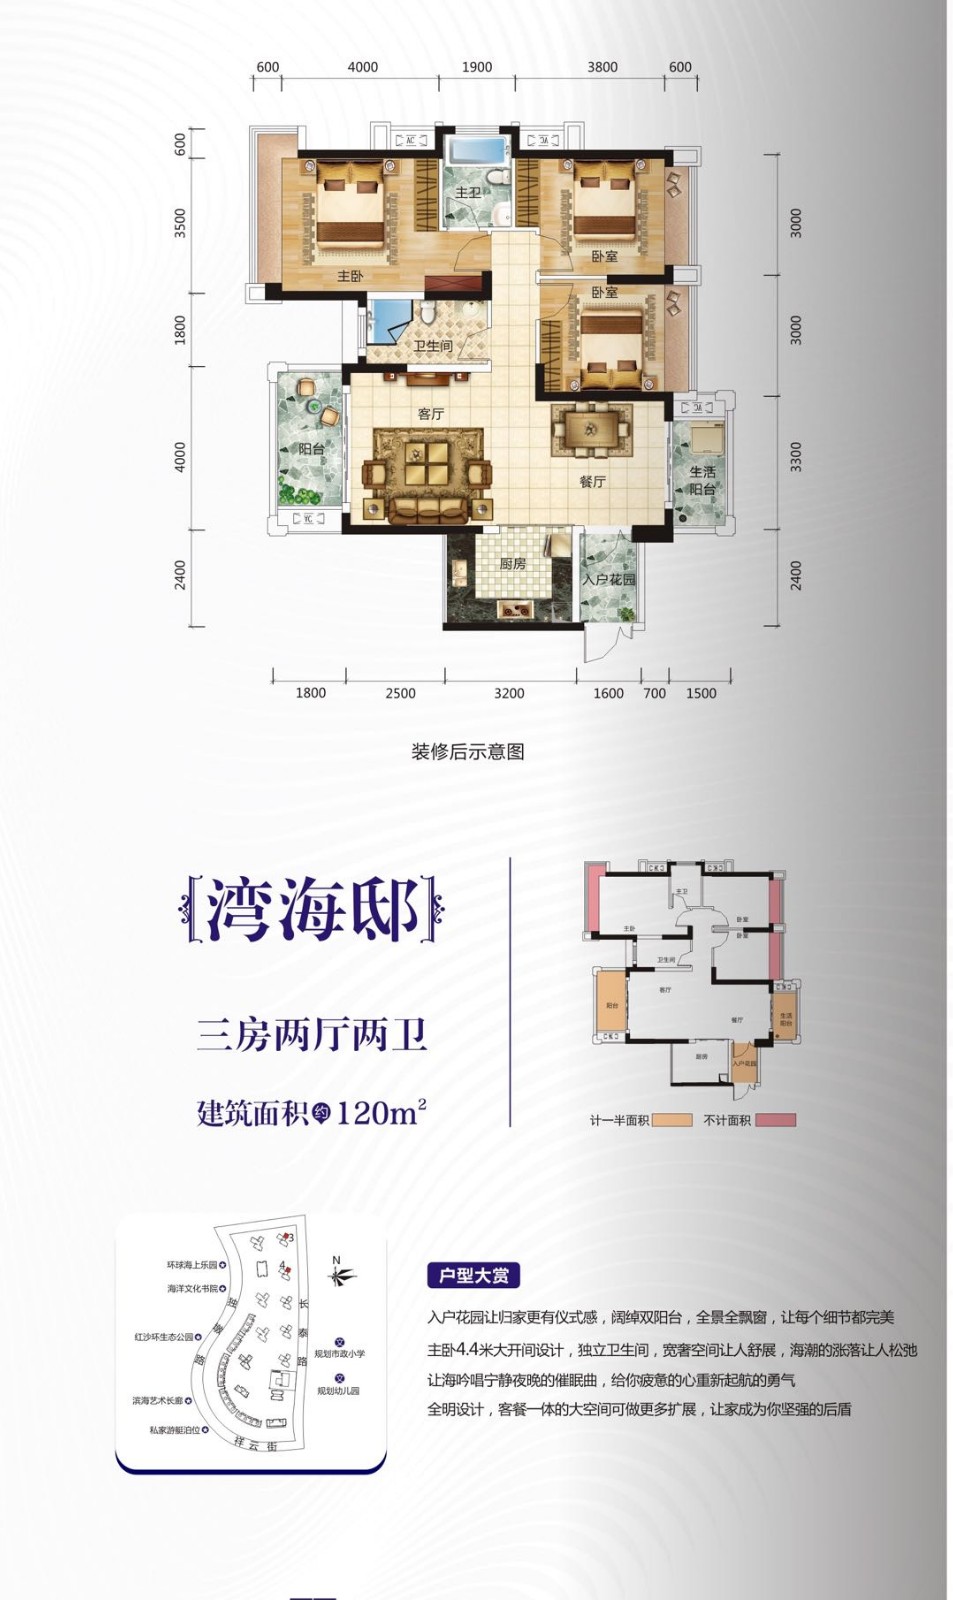 600 4000 1900 3800 600
600
3500
1800
4000
2400
3000
3000
3300
2400
主卫
卧室
主卧
卧室
卫生间
客厅
阳台
餐厅
生活
阳台
厨房
入户花园
1800 2500 3200 1600 700 1500
装修后示意图
湾海邸
三房两厅两卫
建筑面积约120m²
主卫
卧室
主卧
卧室
卫生间
客厅
阳台
餐厅
生活
阳台
厨房
入户花园
计一半面积 不计面积
环球海上乐园
海洋文化书院
红沙环生态公园
滨海艺术长廊
私家游艇泊位
3
4
N
长泰路
规划市政小学
规划幼儿园
祥云街
户型大赏
入户花园让归家更有仪式感，阔绰双阳台，全景全飘窗，让每个细节都完美
主卧4.4米大开间设计，独立卫生间，宽奢空间让人舒展，海潮的涨落让人松弛
让海吟唱宁静夜晚的催眠曲，给你疲惫的心重新起航的勇气
全明设计，客餐一体的大空间可做更多扩展，让家成为你坚强的后盾